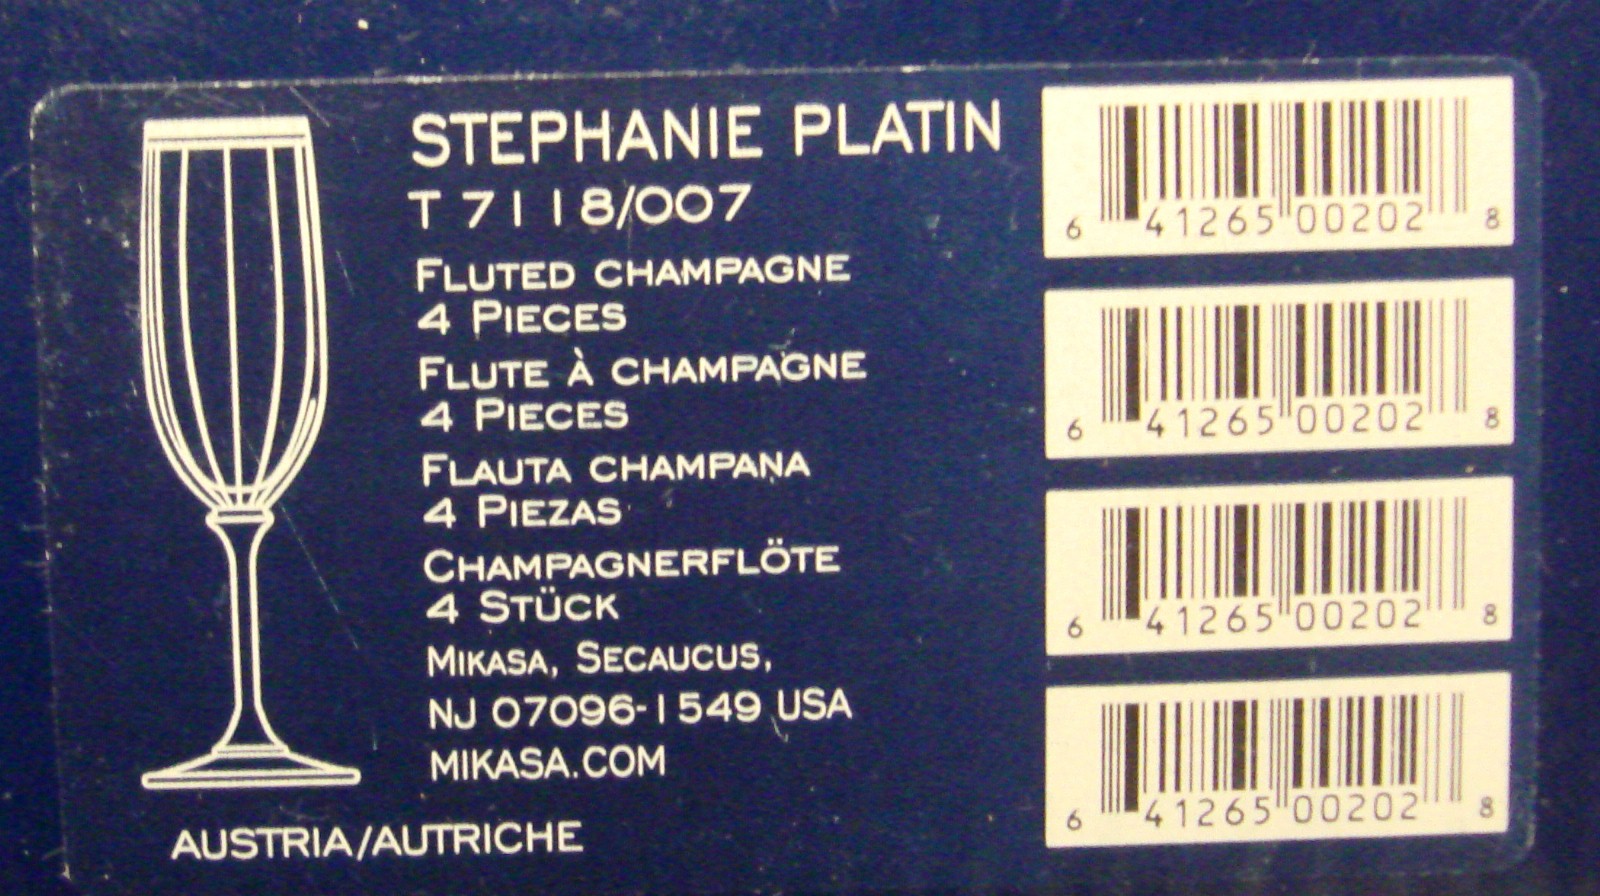 STEPHANIE PLATIN
T 7118/007
FLUTED CHAMPAGNE
4 PIECES
FLUTE À CHAMPAGNE
4 PIECES
FLAUTA CHAMPANA
4 PIEZAS
CHAMPAGNERFLÖTE
4 STÜCK
MIKASA, SECAUCUS,
NJ 07096-1549 USA
MIKASA.COM
AUSTRIA/AUTRICHE
6 41265 00202 8
6 41265 00202 8
6 41265 00202 8
6 41265 00202 8